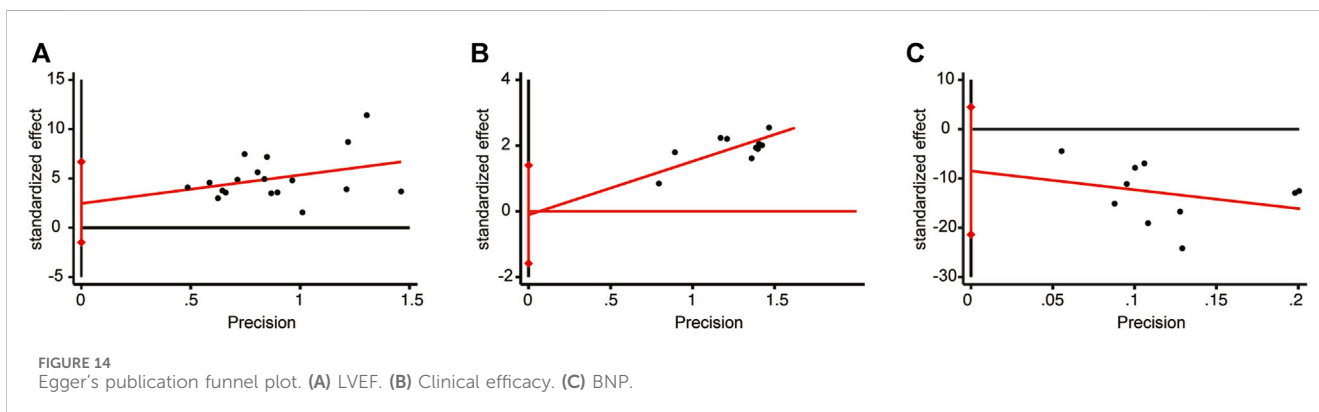 A
standardized effect
15
10
5
0
-5
0
.5
1
1.5
Precision
B
standardized effect
4
2
0
-2
0
.5
1
1.5
Precision
C
standardized effect
10
0
-10
-20
-30
0
.05
.1
.15
.2
Precision
FIGURE 14
Egger's publication funnel plot. (A) LVEF. (B) Clinical efficacy. (C) BNP.